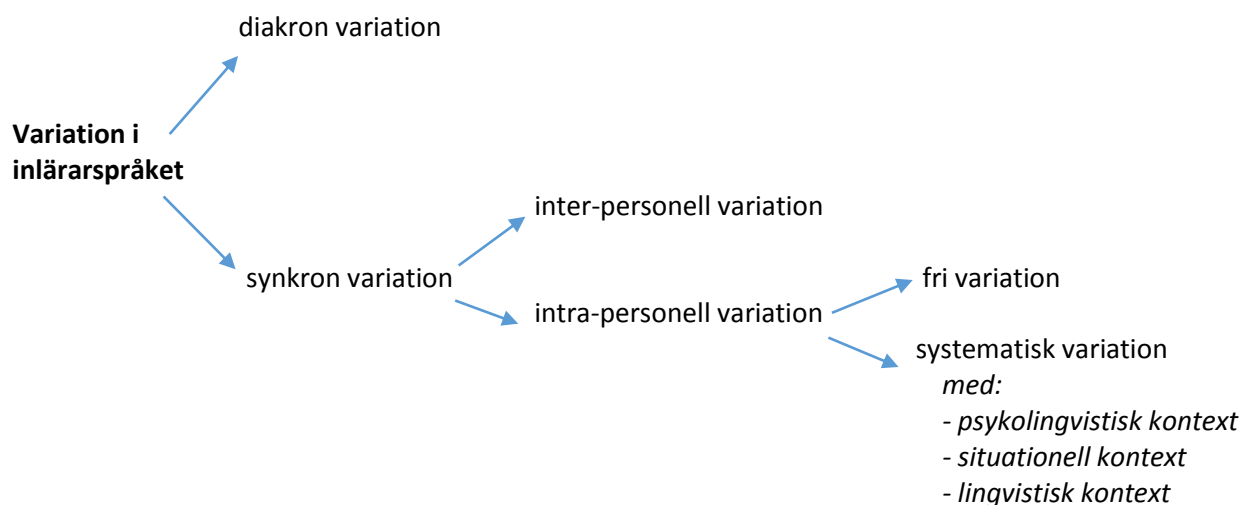 diakron variation
Variation i
inlärarspråket
inter-personell variation
synkron variation
fri variation
intra-personell variation
systematisk variation
med:
- psykolingvistisk kontext
- situationell kontext
- lingvistisk kontext